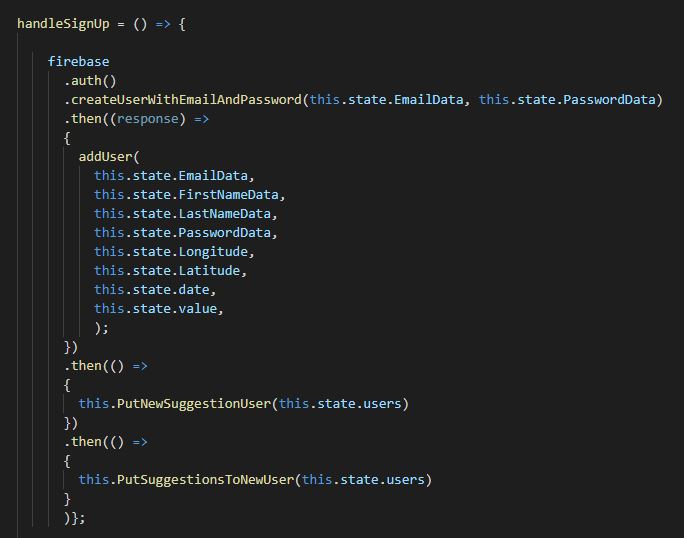 handleSignUp = () => {
firebase
.auth()
.createUserWithEmailAndPassword(this.state.EmailData, this.state.PasswordData)
.then((response) =>
{
addUser(
this.state.EmailData,
this.state.FirstNameData,
this.state.LastNameData,
this.state.PasswordData,
this.state.Longitude,
this.state.Latitude,
this.state.date,
this.state.value,
);
})
.then(() =>
{
this.PutNewSuggestionUser(this.state.users)
})
.then(() =>
{
this.PutSuggestionsToNewUser(this.state.users)
}
)};